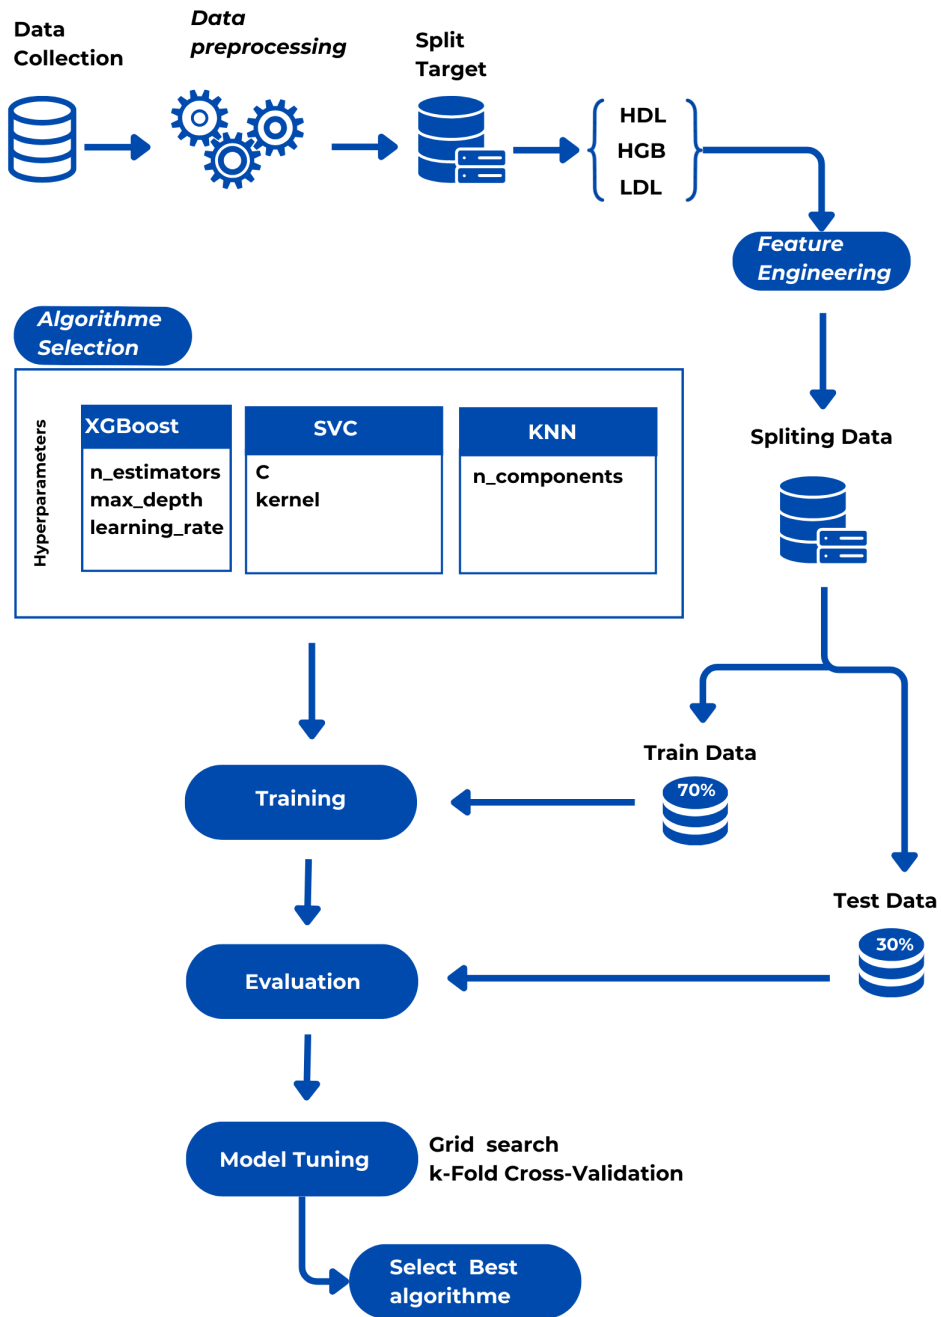 Data
Collection
Data
preprocessing
Split
Target
HDL
HGB
LDL
Feature
Engineering
Algorithme
Selection
Hyperparameters
XGBoost
n_estimators
max_depth
learning_rate
SVC
C
kernel
KNN
n_components
Spliting Data
Train Data
70%
Training
Test Data
30%
Evaluation
Model Tuning
Grid search
k-Fold Cross-Validation
Select Best
algorithme